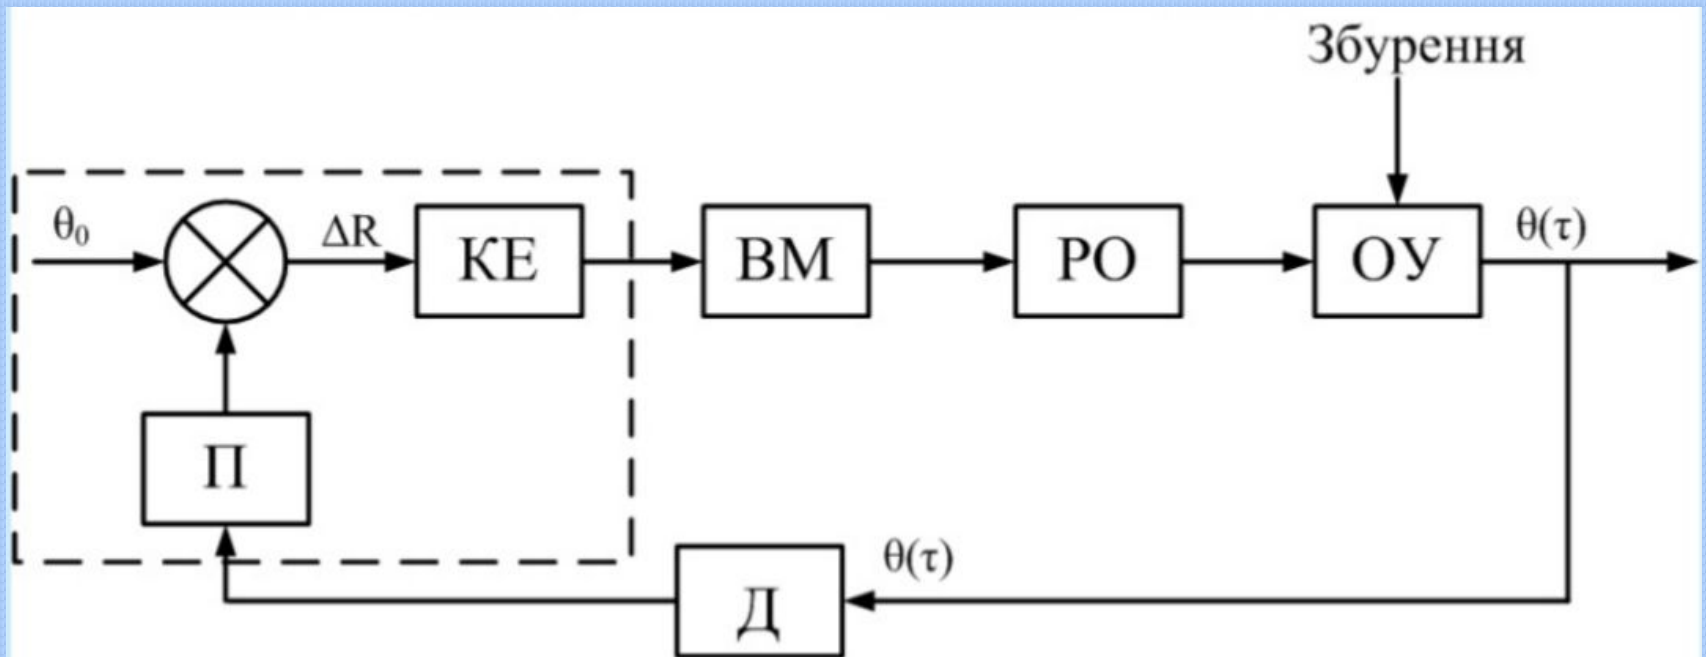 Збурення
θ₀
ΔR
КЕ
ВМ
РО
ОУ
θ(τ)
П
Д
θ(τ)